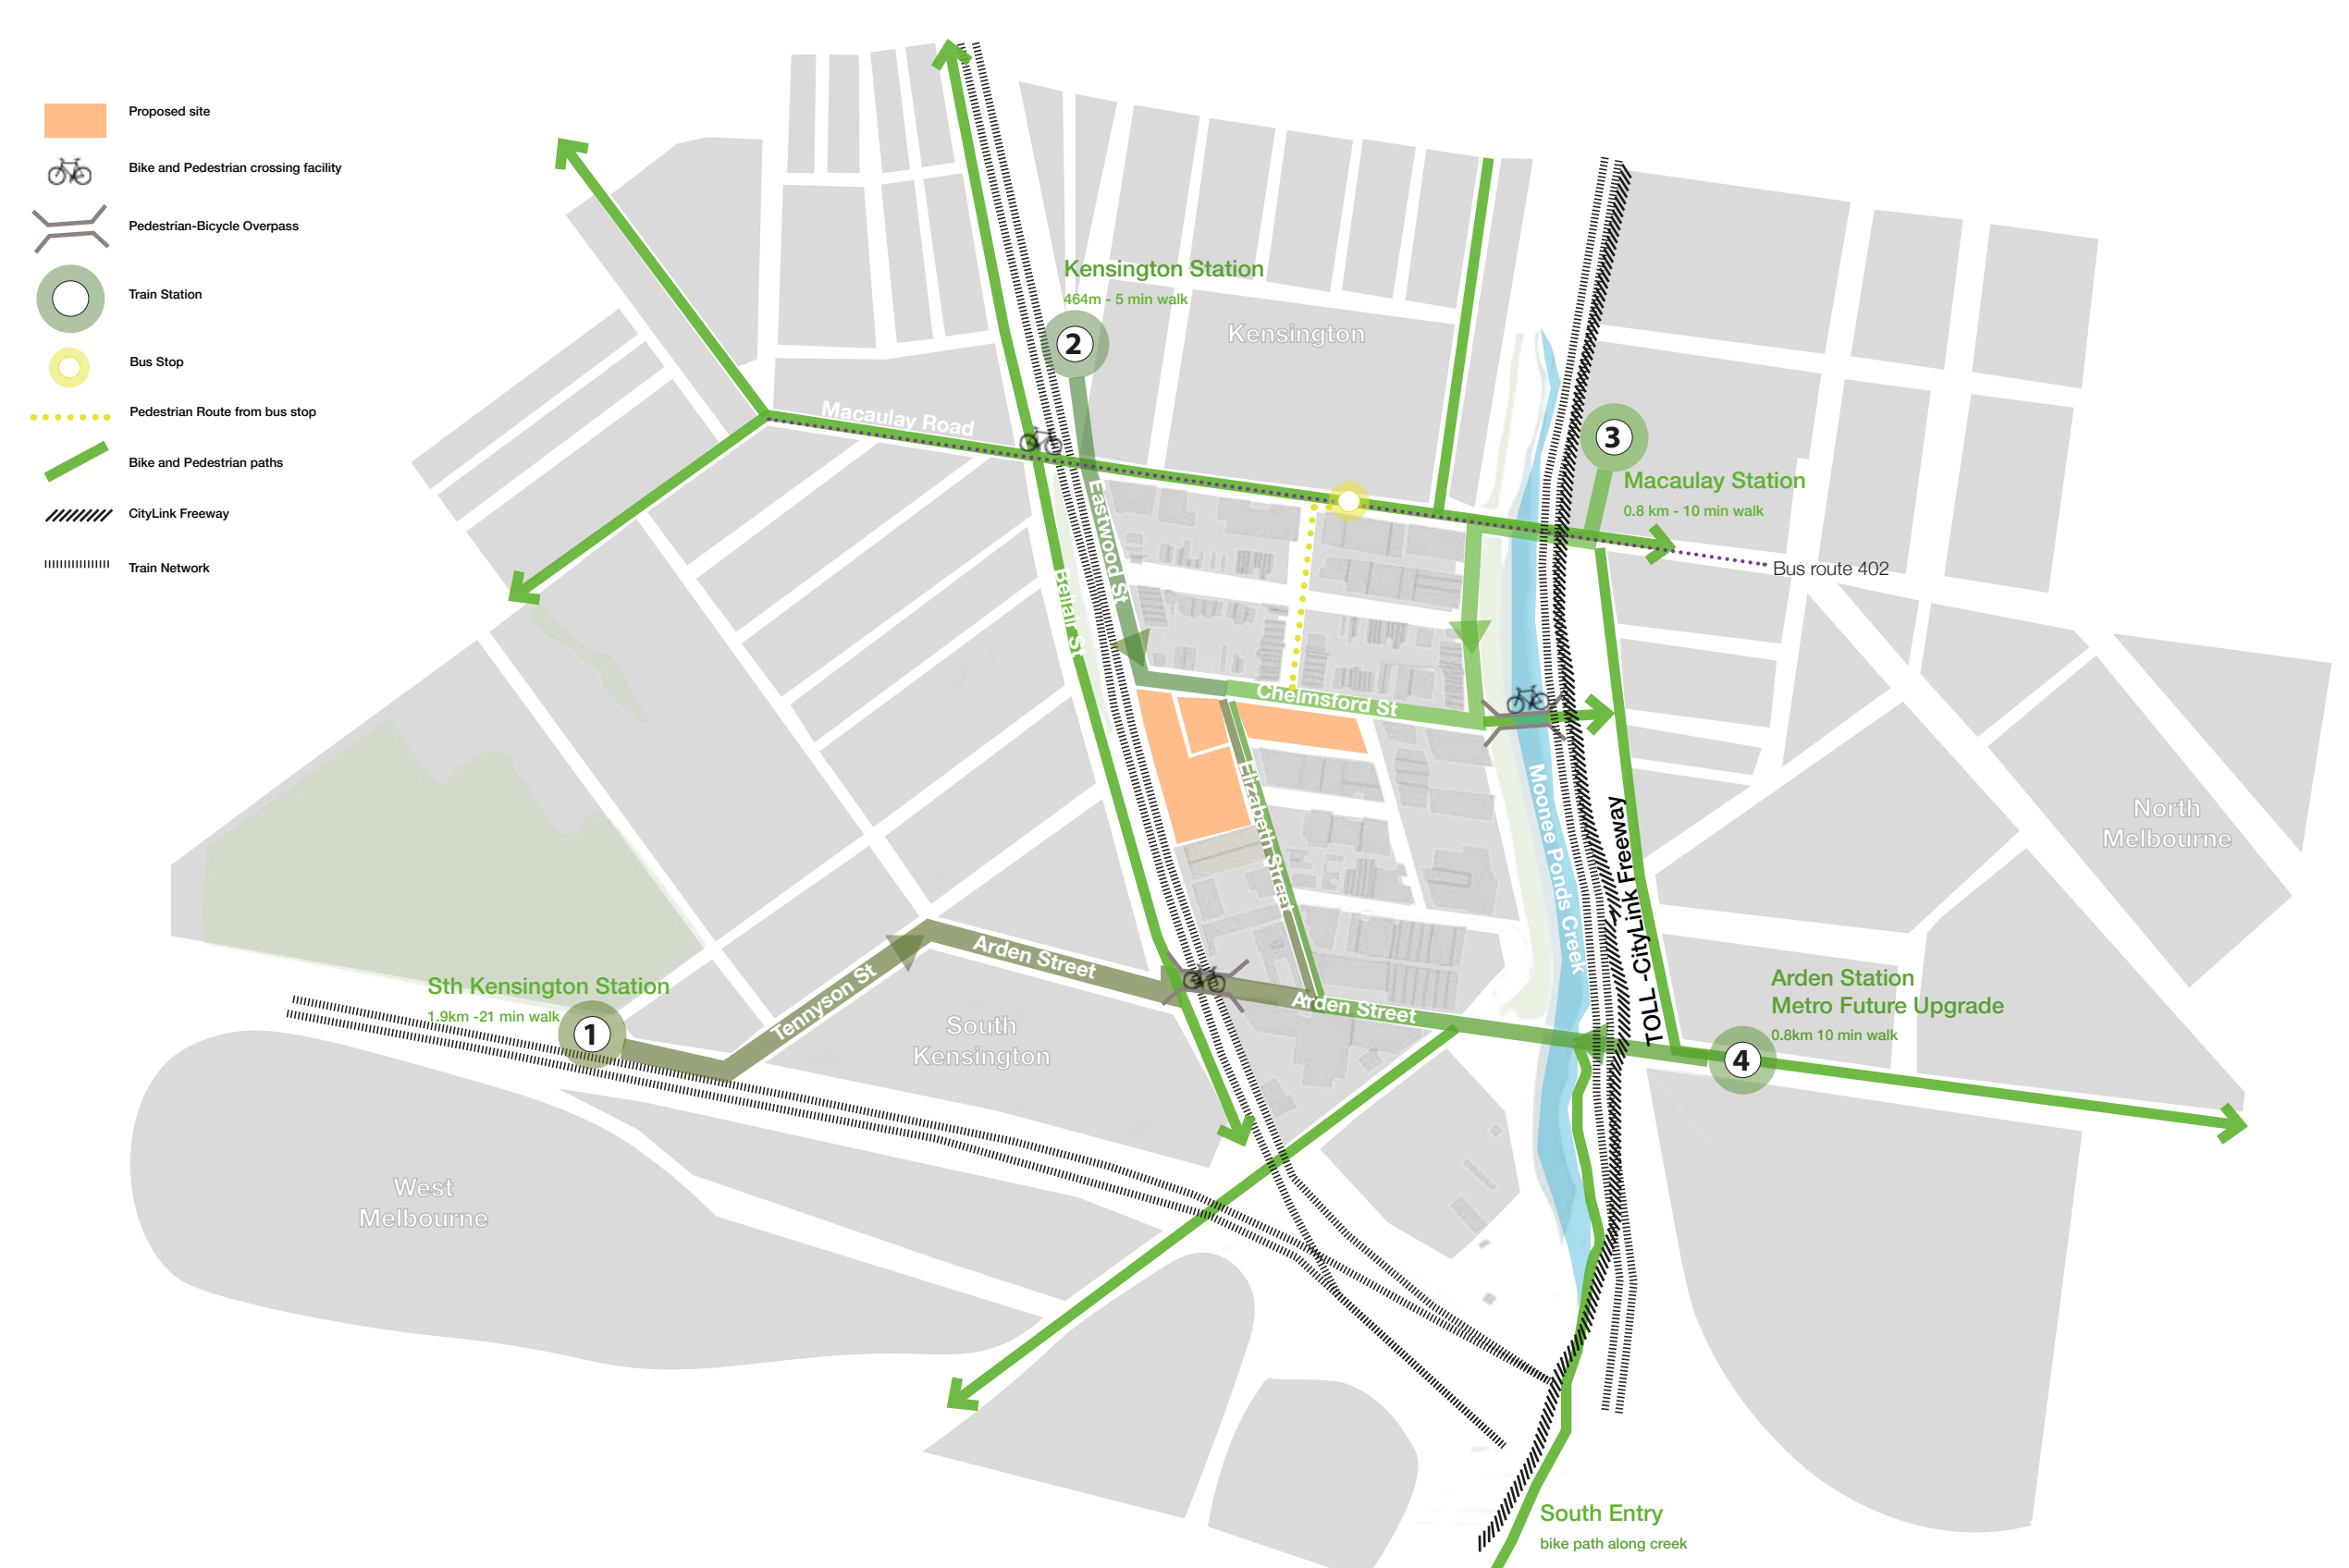 Proposed site
Bike and Pedestrian crossing facility
Pedestrian-Bicycle Overpass
Train Station
Bus Stop
Pedestrian Route from bus stop
Bike and Pedestrian paths
CityLink Freeway
Train Network
Kensington Station
464m - 5 min walk
Kensington
2
Macaulay Road
3
Macaulay Station
0.8 km - 10 min walk
Bus route 402
Eastwood St
Bellair St
Chelmsford St
Elizabeth Street
Moonee Ponds Creek
TOLL -CityLink Freeway
North
Melbourne
Sth Kensington Station
1.9km -21 min walk
1
Tennyson St
Arden Street
Arden Street
South
Kensington
Arden Station
Metro Future Upgrade
0.8km 10 min walk
4
West
Melbourne
South Entry
bike path along creek